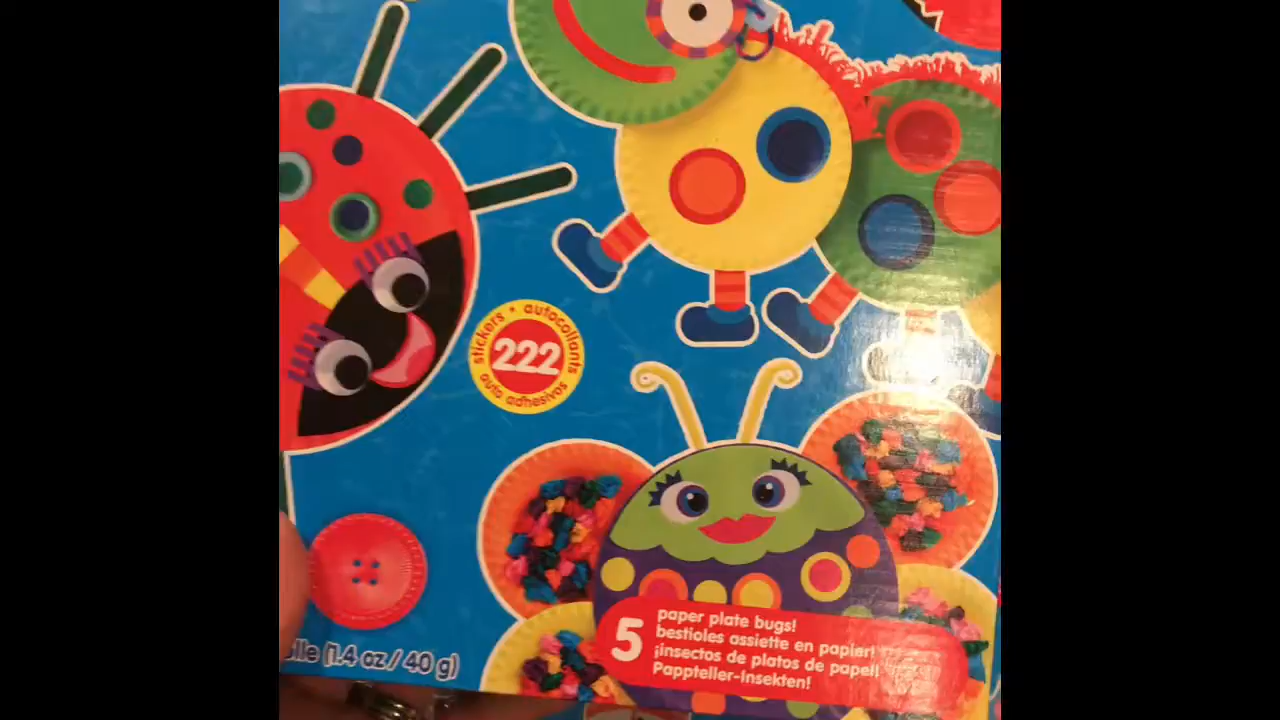 stickers • autocollants
222
auto adhesivos
5
paper plate bugs!
bestioles assiette en papier!
¡insectos de platos de papel!
Pappteller-Insekten!
(1.4 oz / 40 g)